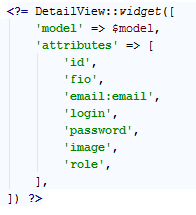 <?= DetailView::widget([
    'model' => $model,
    'attributes' => [
        'id',
        'fio',
        'email:email',
        'login',
        'password',
        'image',
        'role',
    ],
]) ?>